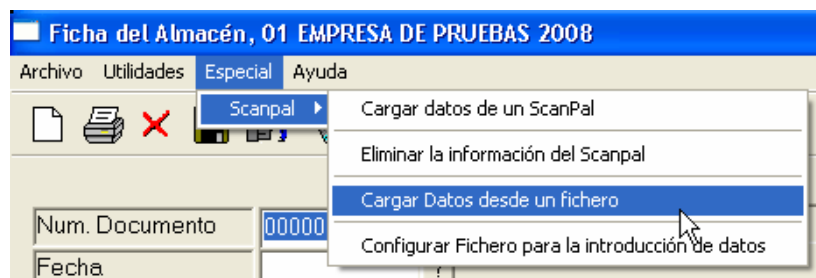 Ficha del Almacén, 01 EMPRESA DE PRUEBAS 2008
Archivo Utilidades Especial Ayuda
Scanpal
Cargar datos de un ScanPal
Eliminar la información del Scanpal
Cargar Datos desde un fichero
Configurar Fichero para la introducción de datos
Num. Documento 00000
Fecha